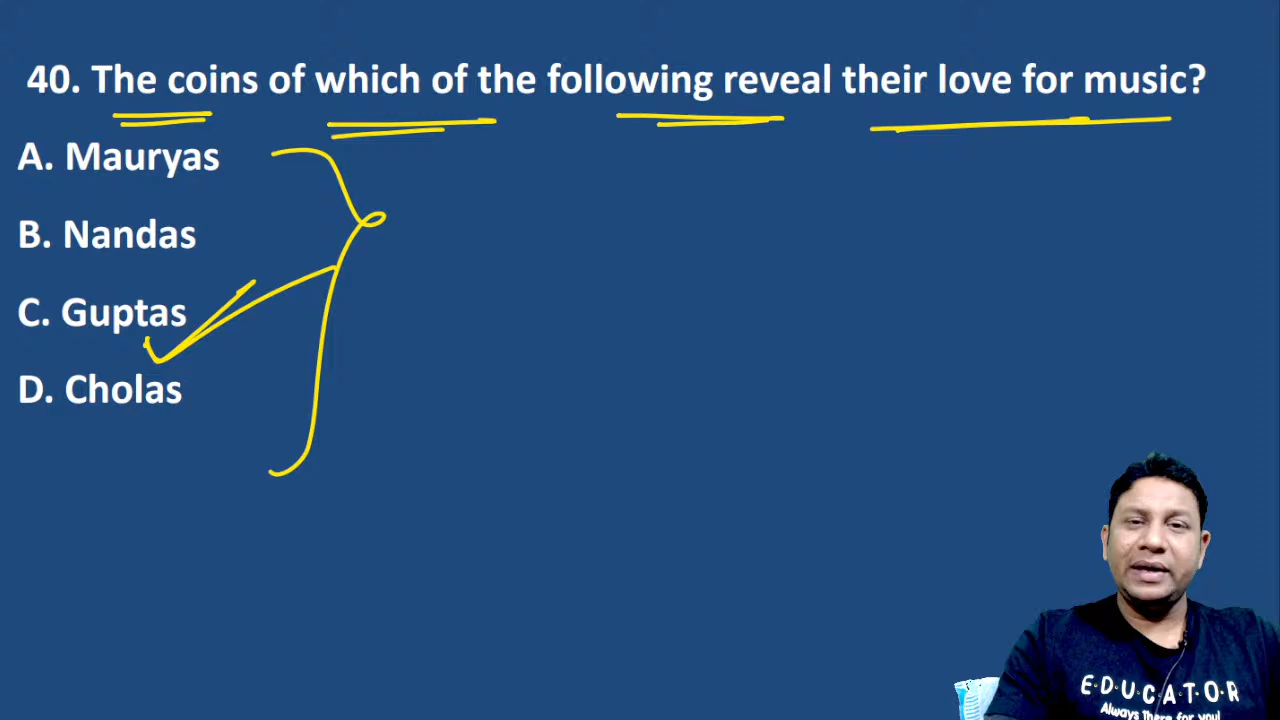 40. The coins of which of the following reveal their love for music?
A. Mauryas
B. Nandas
C. Guptas
D. Cholas
E·D·U·C·A·T·O·R
Always There for you!